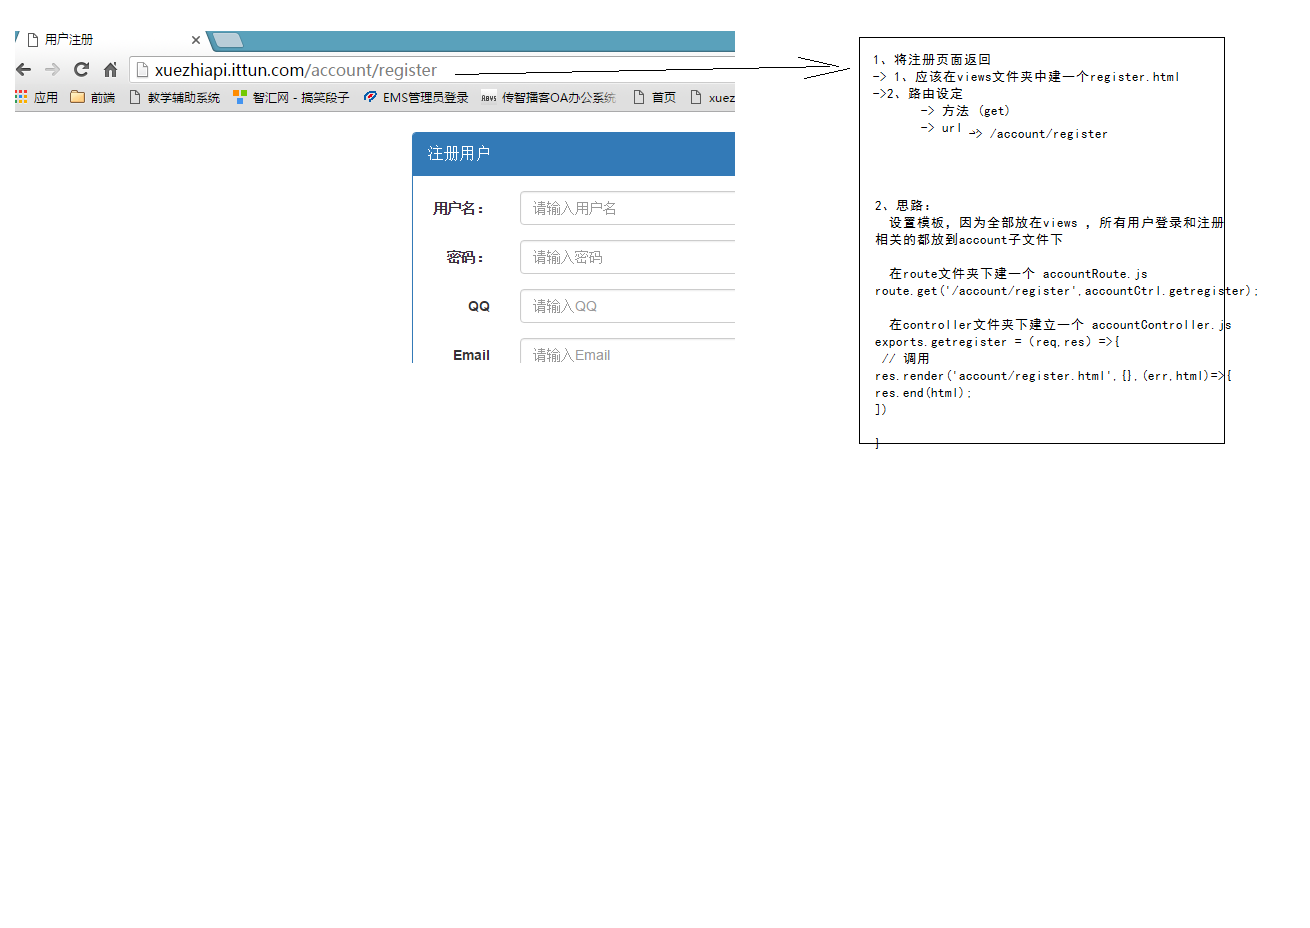 用户注册
xuezhiapi.ittun.com/account/register
应用 前端 教学辅助系统 智汇网 - 搞笑段子 EMS管理员登录 传智播客OA办公系统 首页 xuez
注册用户
用户名： 请输入用户名
密码： 请输入密码
QQ 请输入QQ
Email 请输入Email
1、将注册页面返回
-> 1、应该在views文件夹中建一个register.html
->2、路由设定
-> 方法 (get)
-> url -> /account/register
2、思路：
设置模板，因为全部放在views ，所有用户登录和注册
相关的都放到account子文件下
在route文件夹下建一个 accountRoute.js
route.get('/account/register',accountCtrl.getregister);
在controller文件夹下建立一个 accountController.js
exports.getregister = (req,res) =>{
// 调用
res.render('account/register.html',{},(err,html)=>{
res.end(html);
})
}